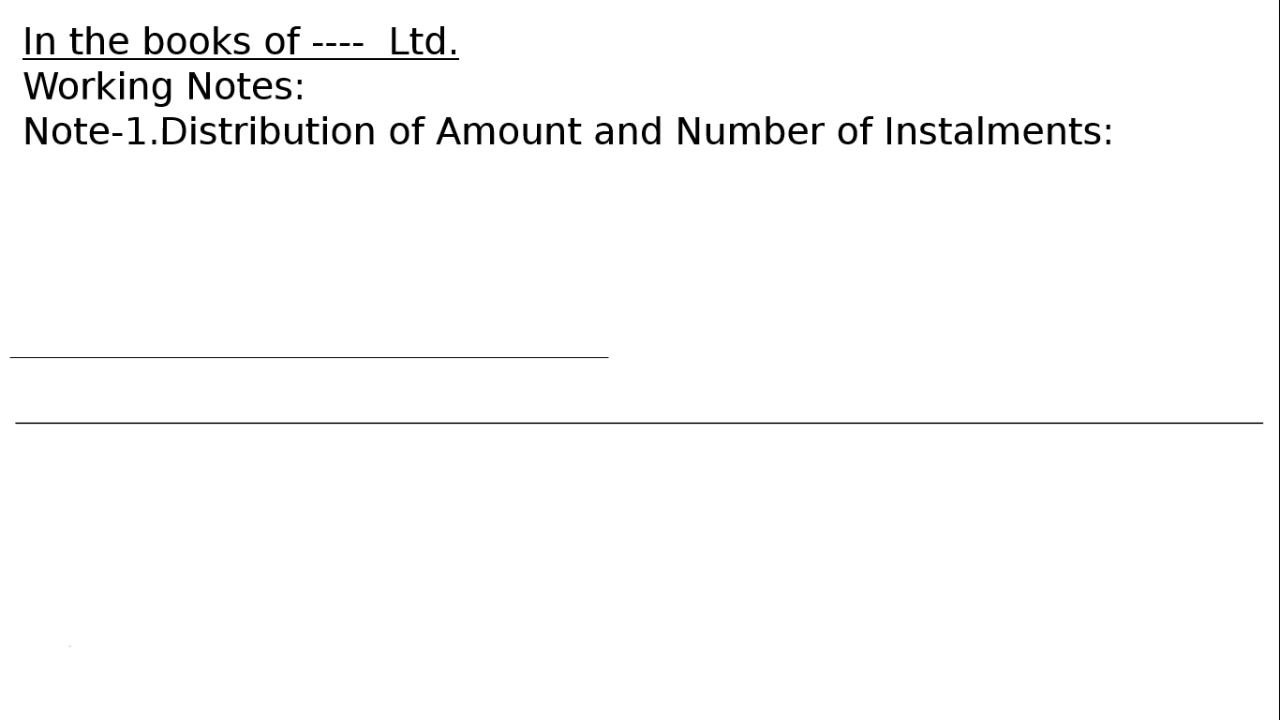 In the books of ----  Ltd.
Working Notes:
Note-1.Distribution of Amount and Number of Instalments: